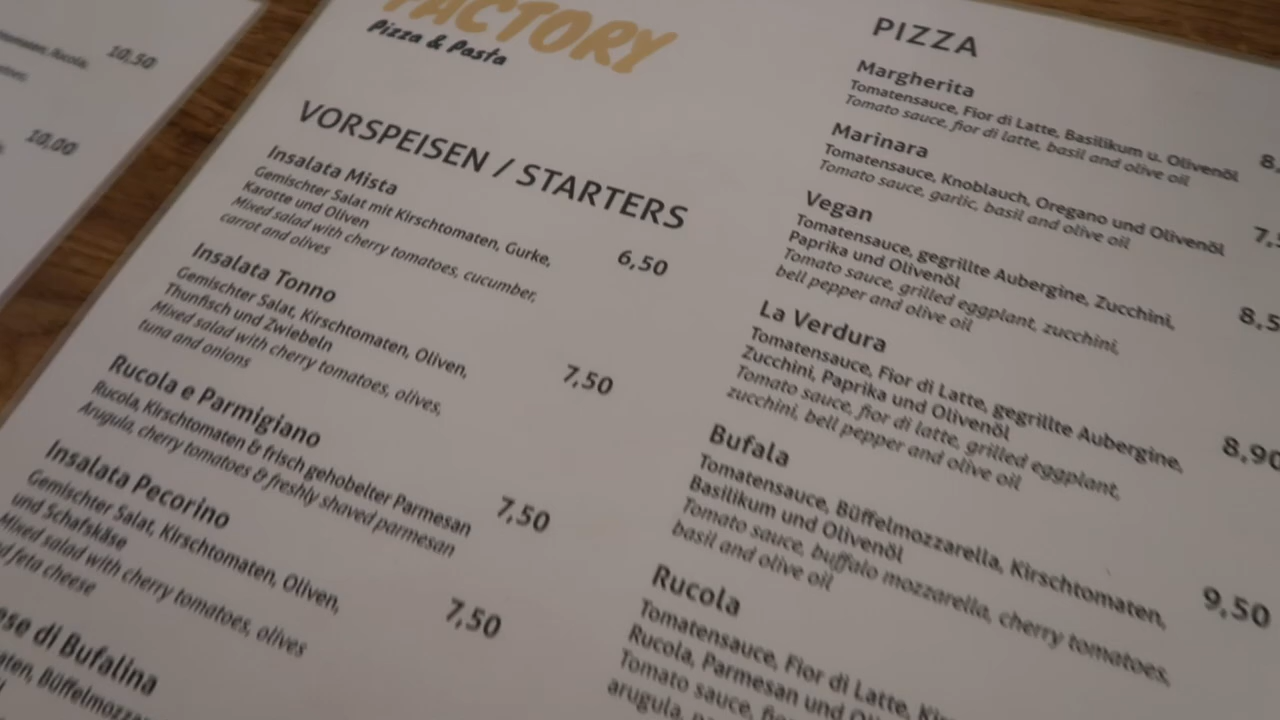 10,50
10,00
FACTORY
Pizza & Pasta
VORSPEISEN / STARTERS
Insalata Mista
Gemischter Salat mit Kirschtomaten, Gurke,
Karotte und Oliven
Mixed salad with cherry tomatoes, cucumber,
carrot and olives
6,50
Insalata Tonno
Gemischter Salat, Kirschtomaten, Oliven,
Thunfisch und Zwiebeln
Mixed salad with cherry tomatoes, olives,
tuna and onions
7,50
Rucola e Parmigiano
Rucola, Kirschtomaten & frisch gehobelter Parmesan
Arugula, cherry tomatoes & freshly shaved parmesan
7,50
Insalata Pecorino
Gemischter Salat, Kirschtomaten, Oliven,
und Schafskäse
Mixed salad with cherry tomatoes, olives
feta cheese
7,50
di Bufalina
PIZZA
Margherita
Tomatensauce, Fior di Latte, Basilikum u. Olivenöl
Tomato sauce, fior di latte, basil and olive oil
Marinara
Tomatensauce, Knoblauch, Oregano und Olivenöl
Tomato sauce, garlic, basil and olive oil
Vegan
Tomatensauce, gegrillte Aubergine, Zucchini,
Paprika und Olivenöl
Tomato sauce, grilled eggplant, zucchini,
bell pepper and olive oil
8,5
La Verdura
Tomatensauce, Fior di Latte, gegrillte Aubergine,
Zucchini, Paprika und Olivenöl
Tomato sauce, fior di latte, grilled eggplant,
zucchini, bell pepper and olive oil
8,90
Bufala
Tomatensauce, Büffelmozzarella, Kirschtomaten,
Basilikum und Olivenöl
Tomato sauce, buffalo mozzarella, cherry tomatoes,
basil and olive oil
9,50
Rucola
Tomatensauce, Fior di Latte,
Rucola, Parmesan und
Tomato sauce,
arugula,